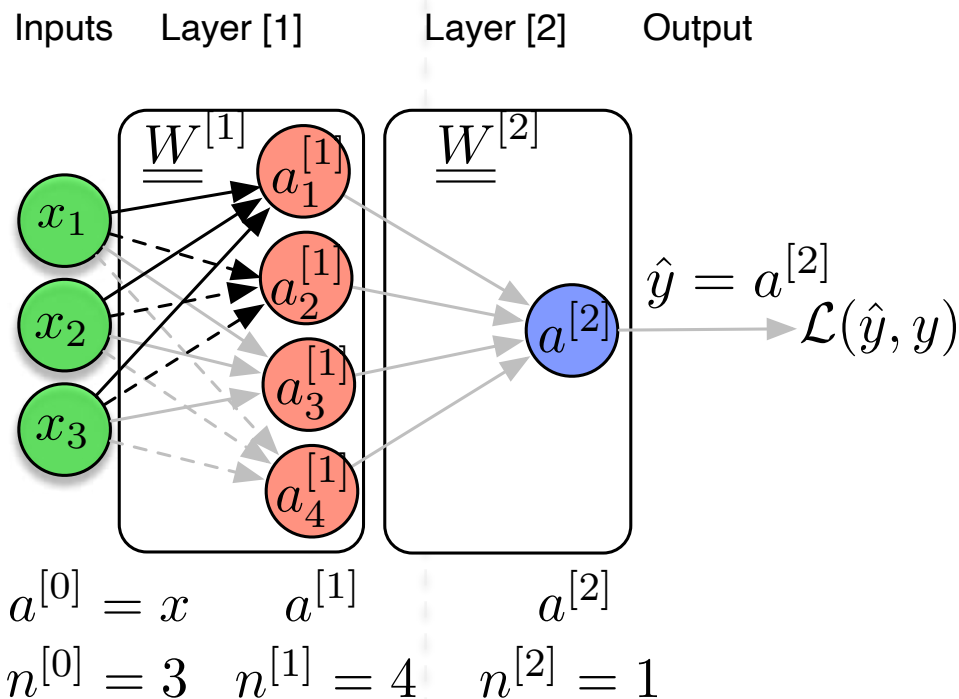 Inputs Layer [1] Layer [2] Output
W^{[1]} W^{[2]}
x_1 a_1^{[1]}
x_2 a_2^{[1]}
x_3 a_3^{[1]}
a_4^{[1]}
a^{[2]}
ŷ = a^{[2]}
ℒ(ŷ, y)
a^{[0]} = x a^{[1]} a^{[2]}
n^{[0]} = 3 n^{[1]} = 4 n^{[2]} = 1